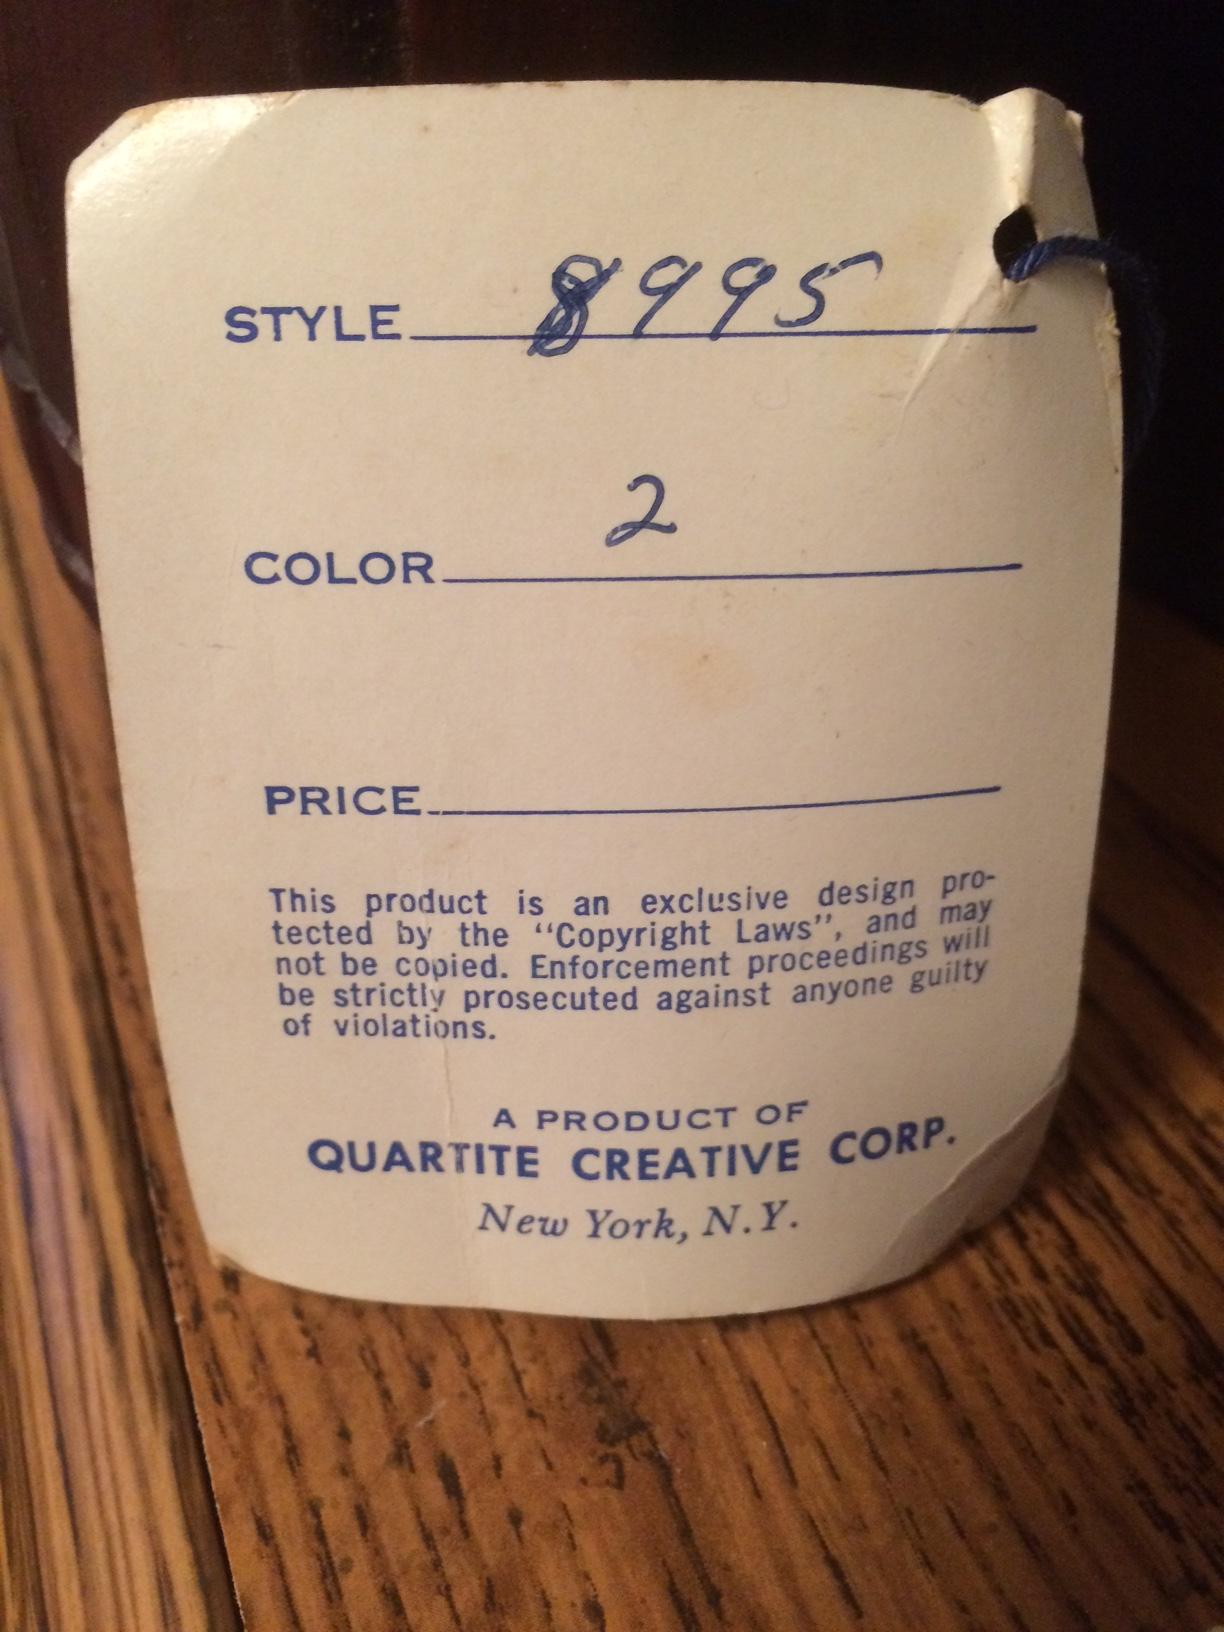 STYLE 8995
COLOR 2
PRICE
This product is an exclusive design pro-
tected by the “Copyright Laws”, and may
not be copied. Enforcement proceedings will
be strictly prosecuted against anyone guilty
of violations.
A PRODUCT OF
QUARTITE CREATIVE CORP.
New York, N.Y.